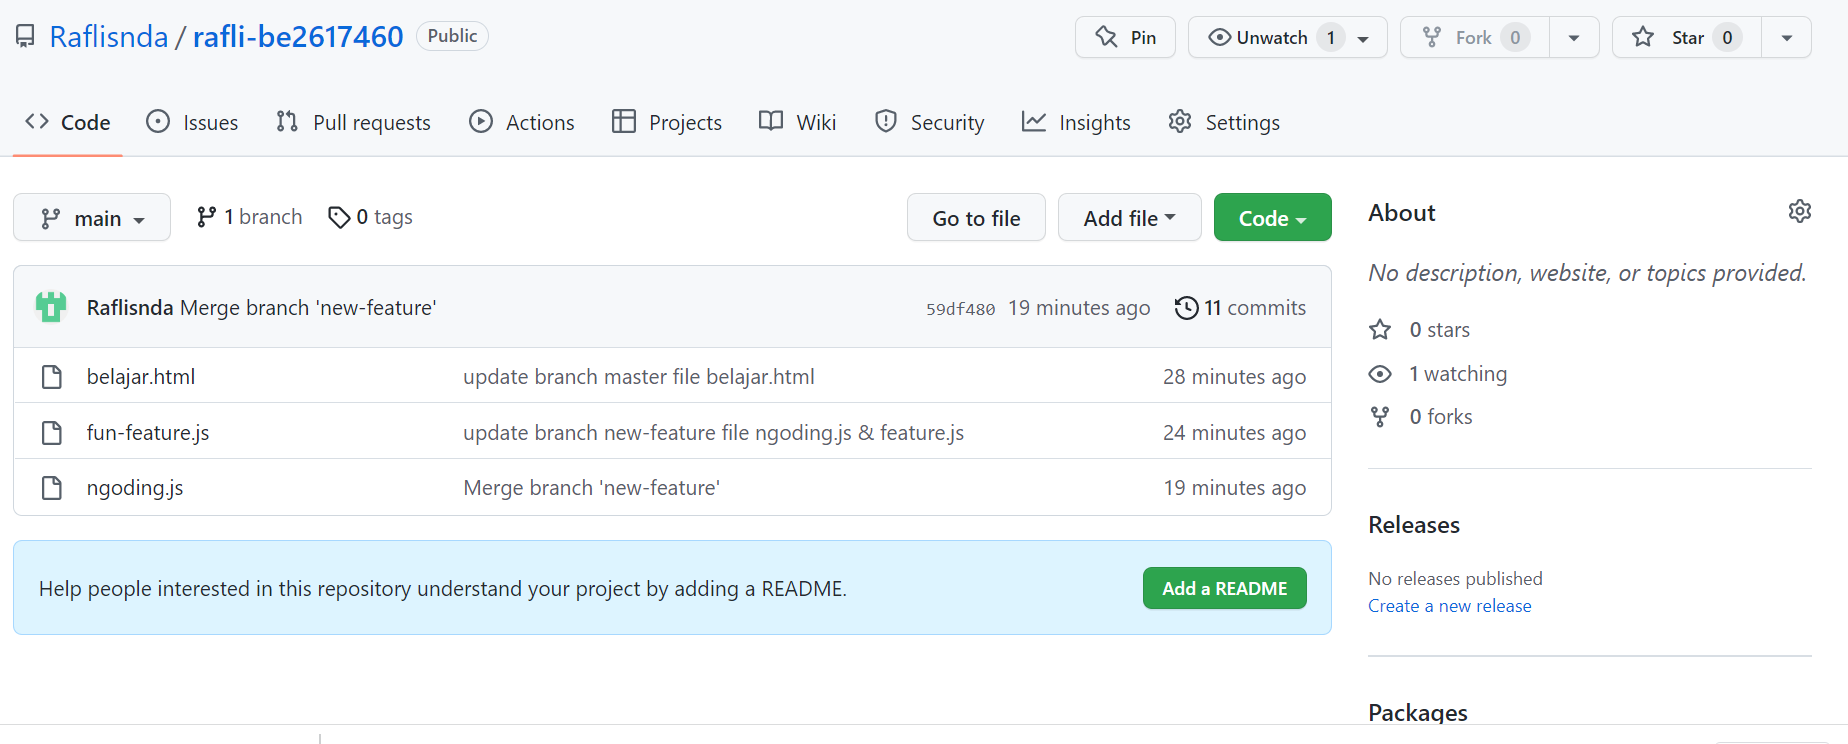 Raflisnda / rafli-be2617460 Public
Pin Unwatch 1 Fork 0 Star 0
Code Issues Pull requests Actions Projects Wiki Security Insights Settings
main 1 branch 0 tags Go to file Add file Code
Raflisnda Merge branch 'new-feature' 59df480 19 minutes ago 11 commits
belajar.html update branch master file belajar.html 28 minutes ago
fun-feature.js update branch new-feature file ngoding.js & feature.js 24 minutes ago
ngoding.js Merge branch 'new-feature' 19 minutes ago
Help people interested in this repository understand your project by adding a README. Add a README
About
No description, website, or topics provided.
0 stars
1 watching
0 forks
Releases
No releases published
Create a new release
Packages